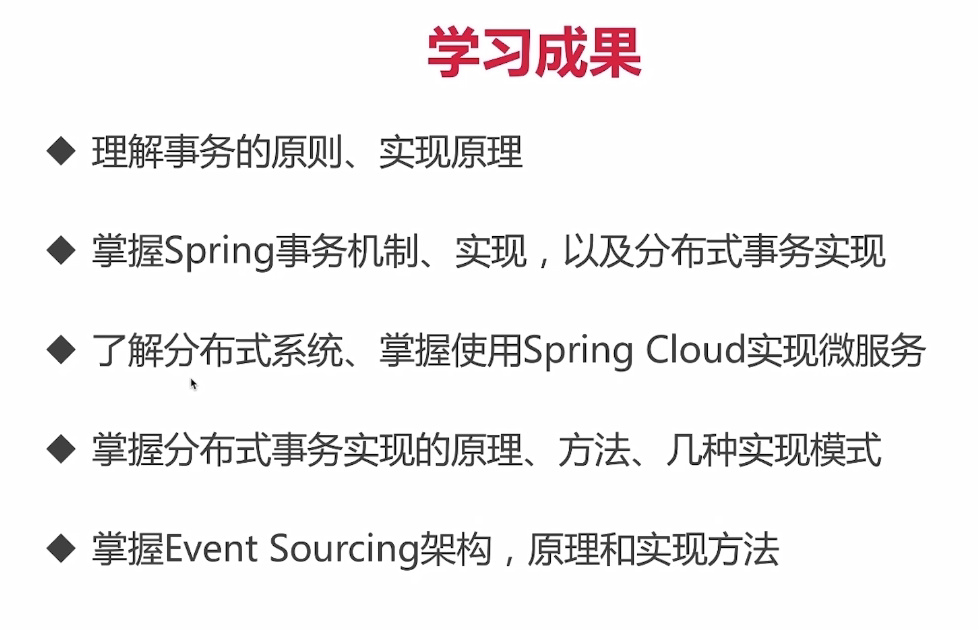 学习成果
◆ 理解事务的原则、实现原理
◆ 掌握Spring事务机制、实现，以及分布式事务实现
◆ 了解分布式系统、掌握使用Spring Cloud实现微服务
◆ 掌握分布式事务实现的原理、方法、几种实现模式
◆ 掌握Event Sourcing架构，原理和实现方法